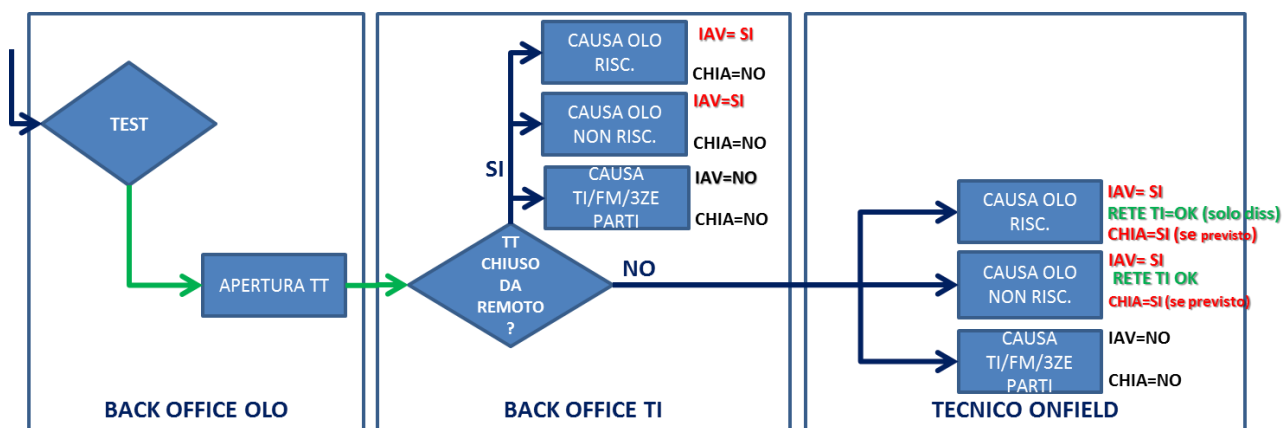 TEST
APERTURA TT
BACK OFFICE OLO
CAUSA OLO
RISC.
IAV= SI
CHIA=NO
CAUSA OLO
NON RISC.
IAV=SI
CHIA=NO
CAUSA
TI/FM/3ZE
PARTI
IAV=NO
CHIA=NO
SI
TT
CHIUSO
DA
REMOTO
?
NO
BACK OFFICE TI
CAUSA OLO
RISC.
IAV= SI
RETE TI=OK (solo diss)
CHIA=SI (se previsto)
CAUSA OLO
NON RISC.
IAV= SI
RETE TI OK
CHIA=SI (se previsto)
CAUSA
TI/FM/3ZE
PARTI
IAV=NO
CHIA=NO
TECNICO ONFIELD